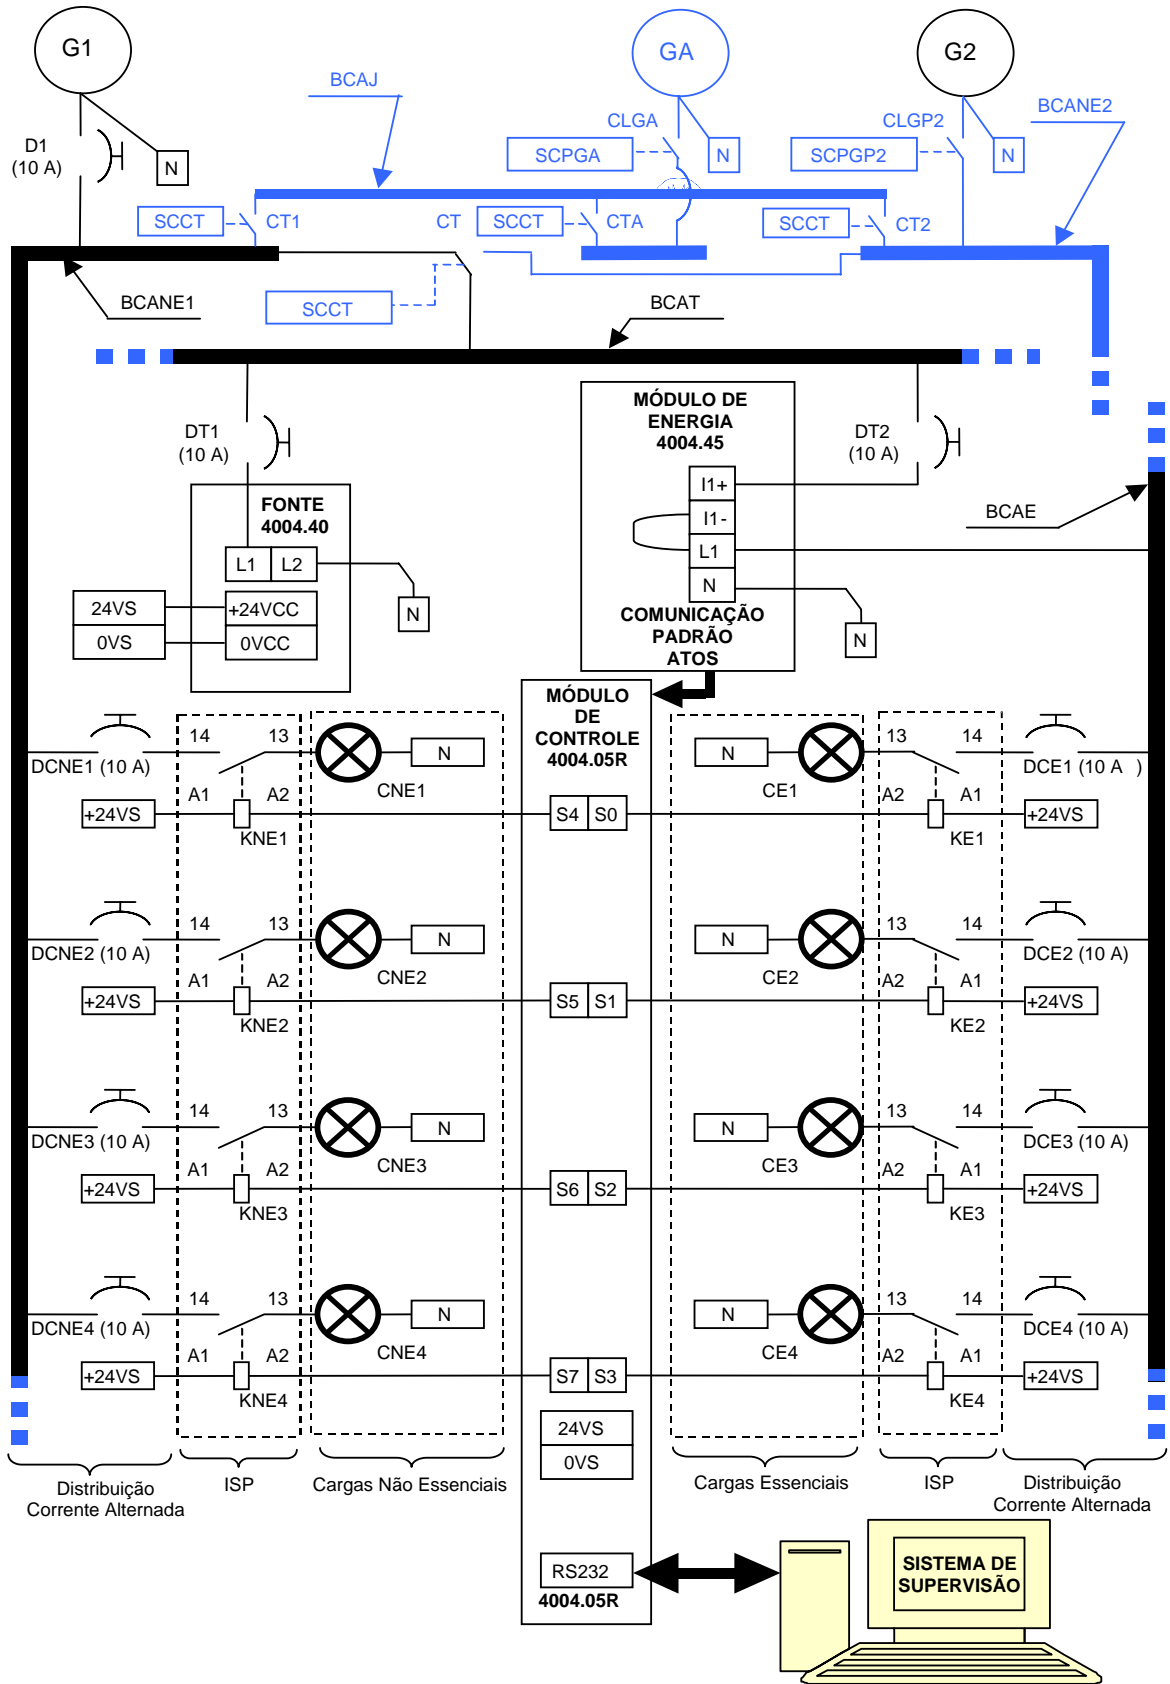 G1
GA
G2
BCAJ
BCANE2
CLGA
CLGP2
D1
(10 A)
N
SCPGA
N
SCPGP2
N
SCCT
CT1
CT
SCCT
CTA
SCCT
CT2
BCANE1
SCCT
BCAT
MÓDULO DE
ENERGIA
4004.45
DT1
(10 A)
DT2
(10 A)
I1+
I1-
L1
N
BCAE
FONTE
4004.40
L1 L2
24VS
+24VCC
0VS
0VCC
N
COMUNICAÇÃO
PADRÃO
ATOS
N
MÓDULO
DE
CONTROLE
4004.05R
14 13
N
DCNE1 (10 A)
CNE1
A1 A2
+24VS
KNE1
S4 S0
N
13 14
CE1
DCE1 (10 A )
A2 A1
+24VS
KE1
14 13
N
DCNE2 (10 A)
CNE2
A1 A2
+24VS
KNE2
S5 S1
N
13 14
CE2
DCE2 (10 A)
A2 A1
+24VS
KE2
14 13
N
DCNE3 (10 A)
CNE3
A1 A2
+24VS
KNE3
S6 S2
N
13 14
CE3
DCE3 (10 A)
A2 A1
+24VS
KE3
14 13
N
DCNE4 (10 A)
CNE4
A1 A2
+24VS
KNE4
S7 S3
N
13 14
CE4
DCE4 (10 A)
A2 A1
+24VS
KE4
24VS
0VS
Distribuição
Corrente Alternada
ISP
Cargas Não Essenciais
Cargas Essenciais
ISP
Distribuição
Corrente Alternada
RS232
4004.05R
SISTEMA DE
SUPERVISÃO